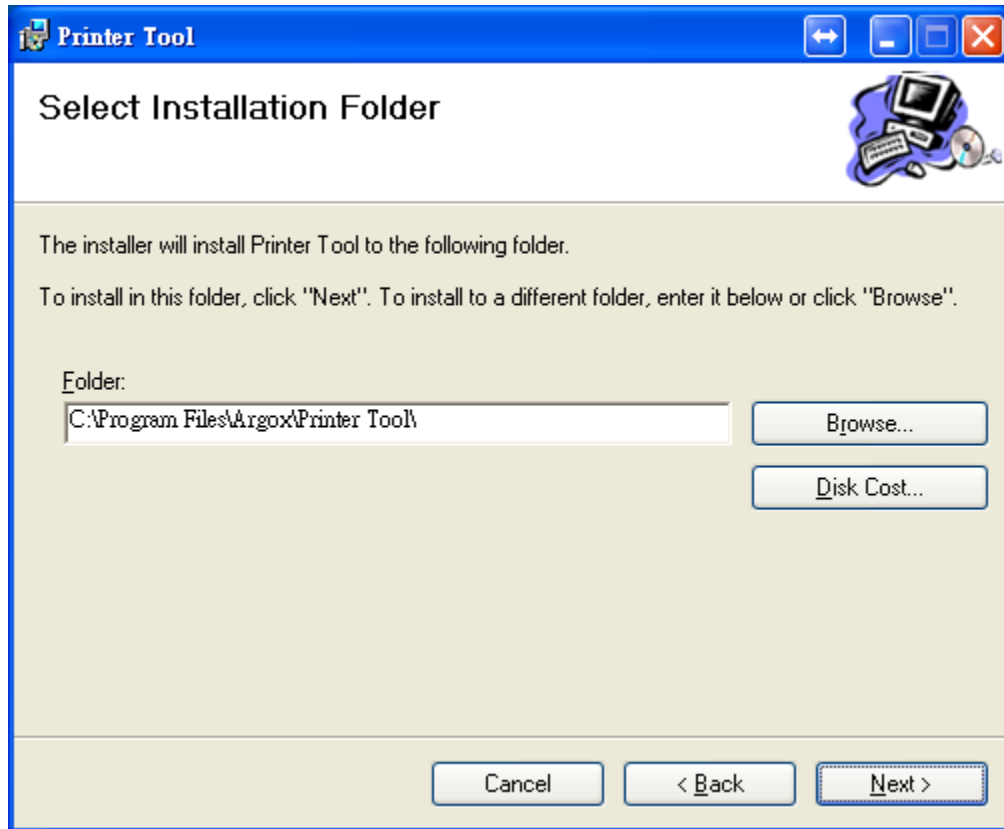 Printer Tool
Select Installation Folder
The installer will install Printer Tool to the following folder.
To install in this folder, click "Next". To install to a different folder, enter it below or click "Browse".
Folder:
C:\Program Files\Argox\Printer Tool\
Browse...
Disk Cost...
Cancel
< Back
Next >